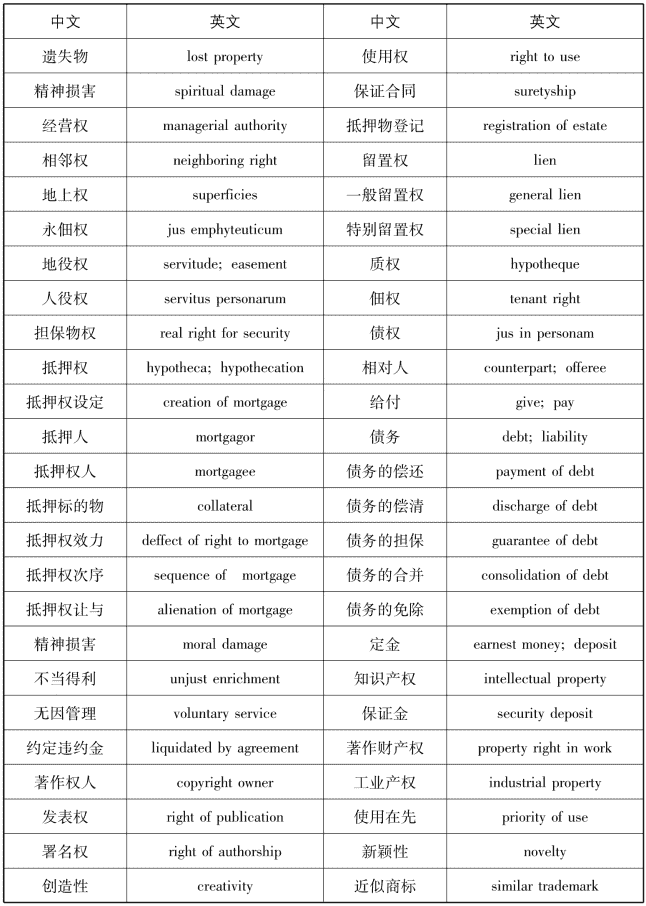 中文 英文 中文 英文
遗失物 lost property 使用权 right to use
精神损害 spiritual damage 保证合同 suretyship
经营权 managerial authority 抵押物登记 registration of estate
相邻权 neighboring right 留置权 lien
地上权 superficies 一般留置权 general lien
永佃权 jus emphyteuticum 特别留置权 special lien
地役权 servitude; easement 质权 hypotheque
人役权 servitus personarum 佃权 tenant right
担保物权 real right for security 债权 jus in personam
抵押权 hypotheca; hypothecation 相对人 counterpart; offeree
抵押权设定 creation of mortgage 给付 give; pay
抵押人 mortgagor 债务 debt; liability
抵押权人 mortgagee 债务的偿还 payment of debt
抵押标的物 collateral 债务的偿清 discharge of debt
抵押权效力 deffect of right to mortgage 债务的担保 guarantee of debt
抵押权次序 sequence of mortgage 债务的合并 consolidation of debt
抵押权让与 alienation of mortgage 债务的免除 exemption of debt
精神损害 moral damage 定金 earnest money; deposit
不当得利 unjust enrichment 知识产权 intellectual property
无因管理 voluntary service 保证金 security deposit
约定违约金 liquidated by agreement 著作财产权 property right in work
著作权人 copyright owner 工业产权 industrial property
发表权 right of publication 使用在先 priority of use
署名权 right of authorship 新颖性 novelty
创造性 creativity 近似商标 similar trademark